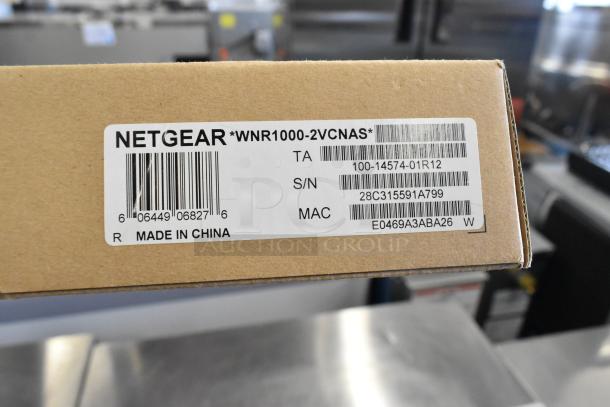 NETGEAR *WNR1000-2VCNAS*
TA
100-14574-01R12
S/N
28C315591A799
MAC
E0469A3ABA26 W
6 06449 06827 6
R MADE IN CHINA
PCI
AUCTION GROUP